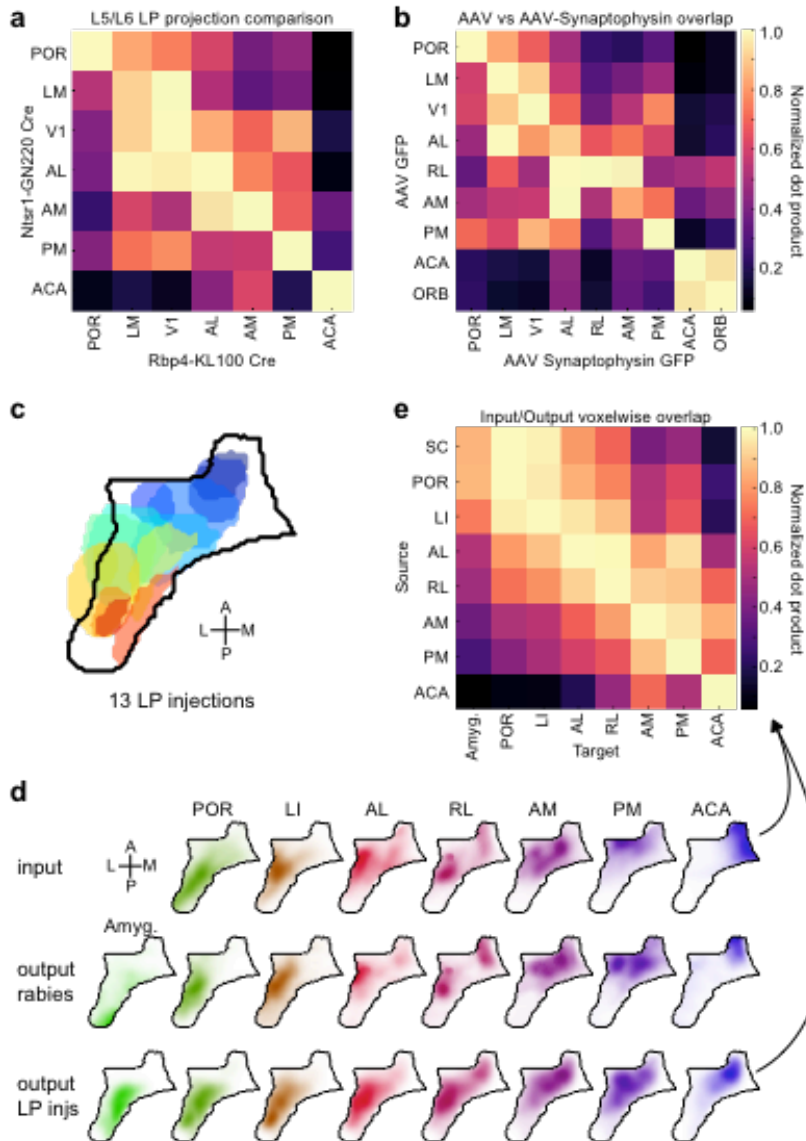 a
L5/L6 LP projection comparison
Ntsr1-GN220 Cre
POR
LM
V1
AL
AM
PM
ACA
POR LM V1 AL AM PM ACA
Rbp4-KL100 Cre
b
AAV vs AAV-Synaptophysin overlap
AAV GFP
POR
LM
V1
AL
RL
AM
PM
ACA
ORB
POR LM V1 AL RL AM PM ACA ORB
AAV Synaptophysin GFP
1.0
0.8
0.6
0.4
0.2
Normalized dot product
c
A
L M
P
13 LP injections
e
Input/Output voxelwise overlap
Source
SC
POR
LI
AL
RL
AM
PM
ACA
Amyg. POR LI AL RL AM PM ACA
Target
1.0
0.8
0.6
0.4
0.2
Normalized dot product
d
POR LI AL RL AM PM ACA
input
A
L M
P
Amyg.
output
rabies
output
LP injs